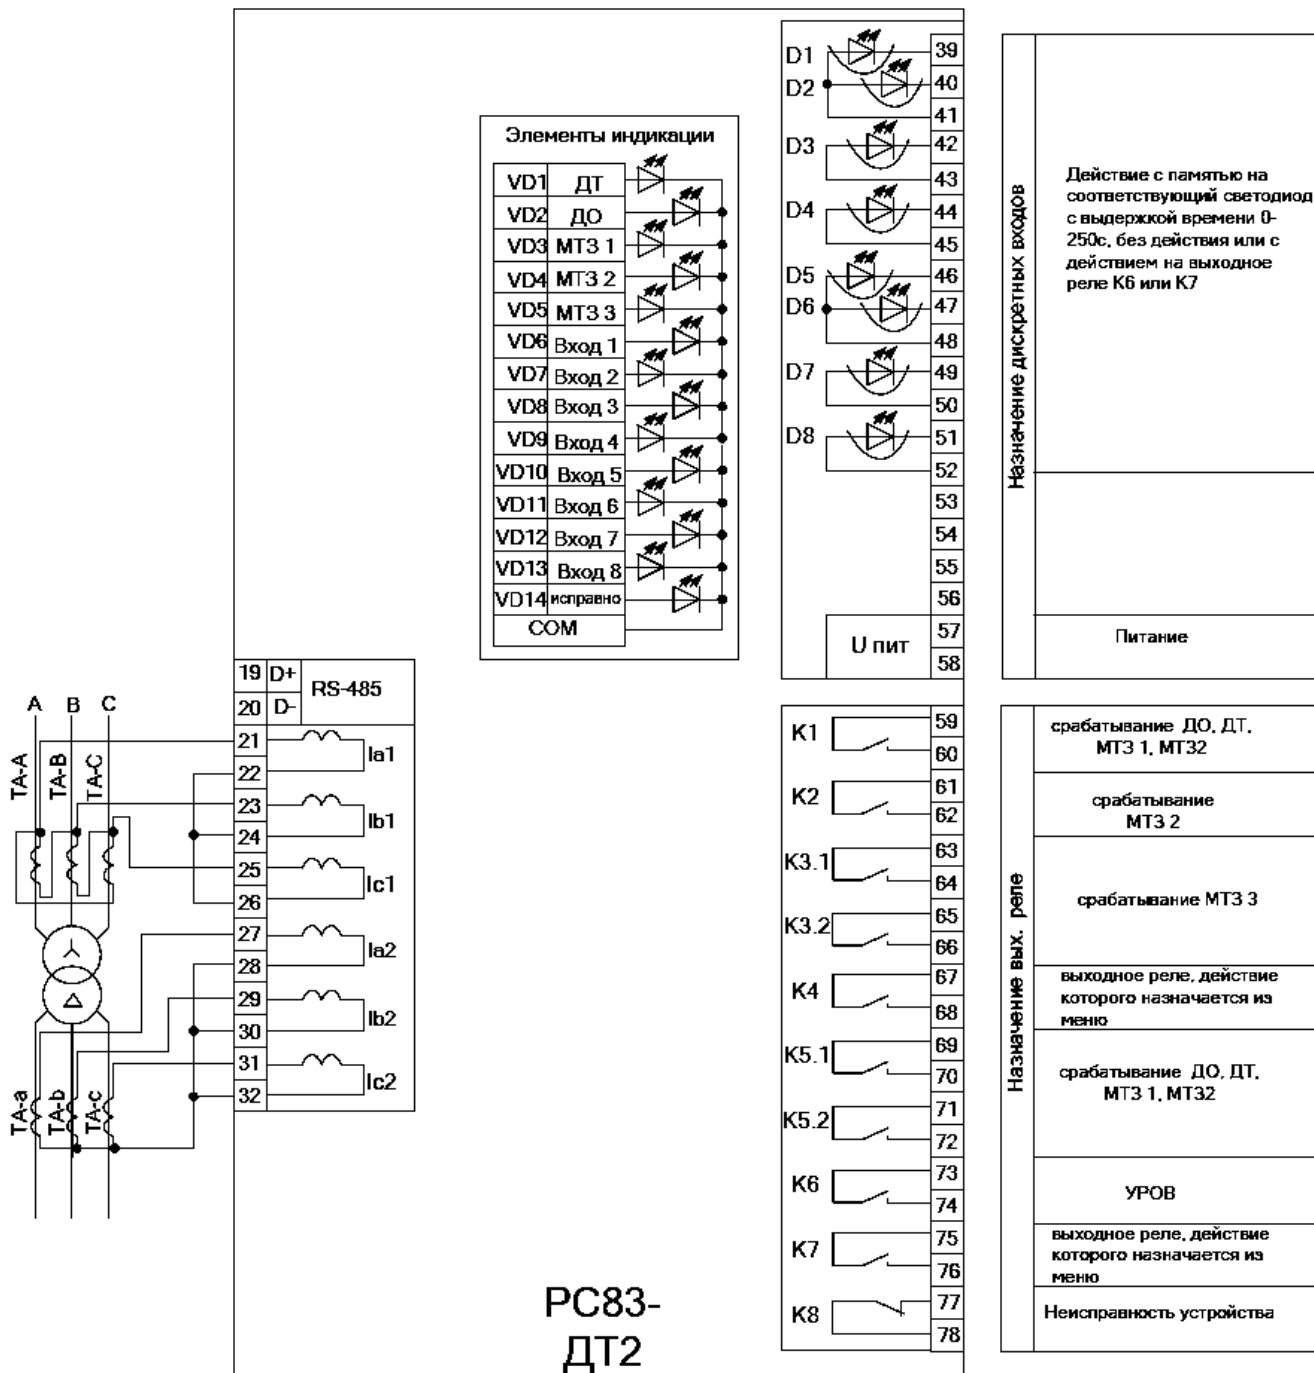 Элементы индикации
VD1 ДТ
VD2 ДО
VD3 МТЗ 1
VD4 МТЗ 2
VD5 МТЗ 3
VD6 Вход 1
VD7 Вход 2
VD8 Вход 3
VD9 Вход 4
VD10 Вход 5
VD11 Вход 6
VD12 Вход 7
VD13 Вход 8
VD14 исправно
COM
D1
D2
D3
D4
D5
D6
D7
D8
39
40
41
42
43
44
45
46
47
48
49
50
51
52
53
54
55
56
57
58
U пит
Назначение дискретных входов
Действие с памятью на
соответствующий светодиод
с выдержкой времени 0-
250с, без действия или с
действием на выходное
реле К6 или К7
Питание
A B C
TA-A
TA-B
TA-C
TA-a
TA-b
TA-c
19 D+
20 D-
RS-485
21
22
Ia1
23
24
Ib1
25
26
Ic1
27
28
Ia2
29
30
Ib2
31
32
Ic2
K1
59
60
K2
61
62
K3.1
63
64
K3.2
65
66
K4
67
68
K5.1
69
70
K5.2
71
72
K6
73
74
K7
75
76
K8
77
78
Назначение вых. реле
срабатывание ДО, ДТ,
МТЗ 1, МТЗ2
срабатывание
МТЗ 2
срабатывание МТЗ 3
выходное реле, действие
которого назначается из
меню
срабатывание ДО, ДТ,
МТЗ 1, МТЗ2
УРОВ
выходное реле, действие
которого назначается из
меню
Неисправность устройства
РС83-
ДТ2